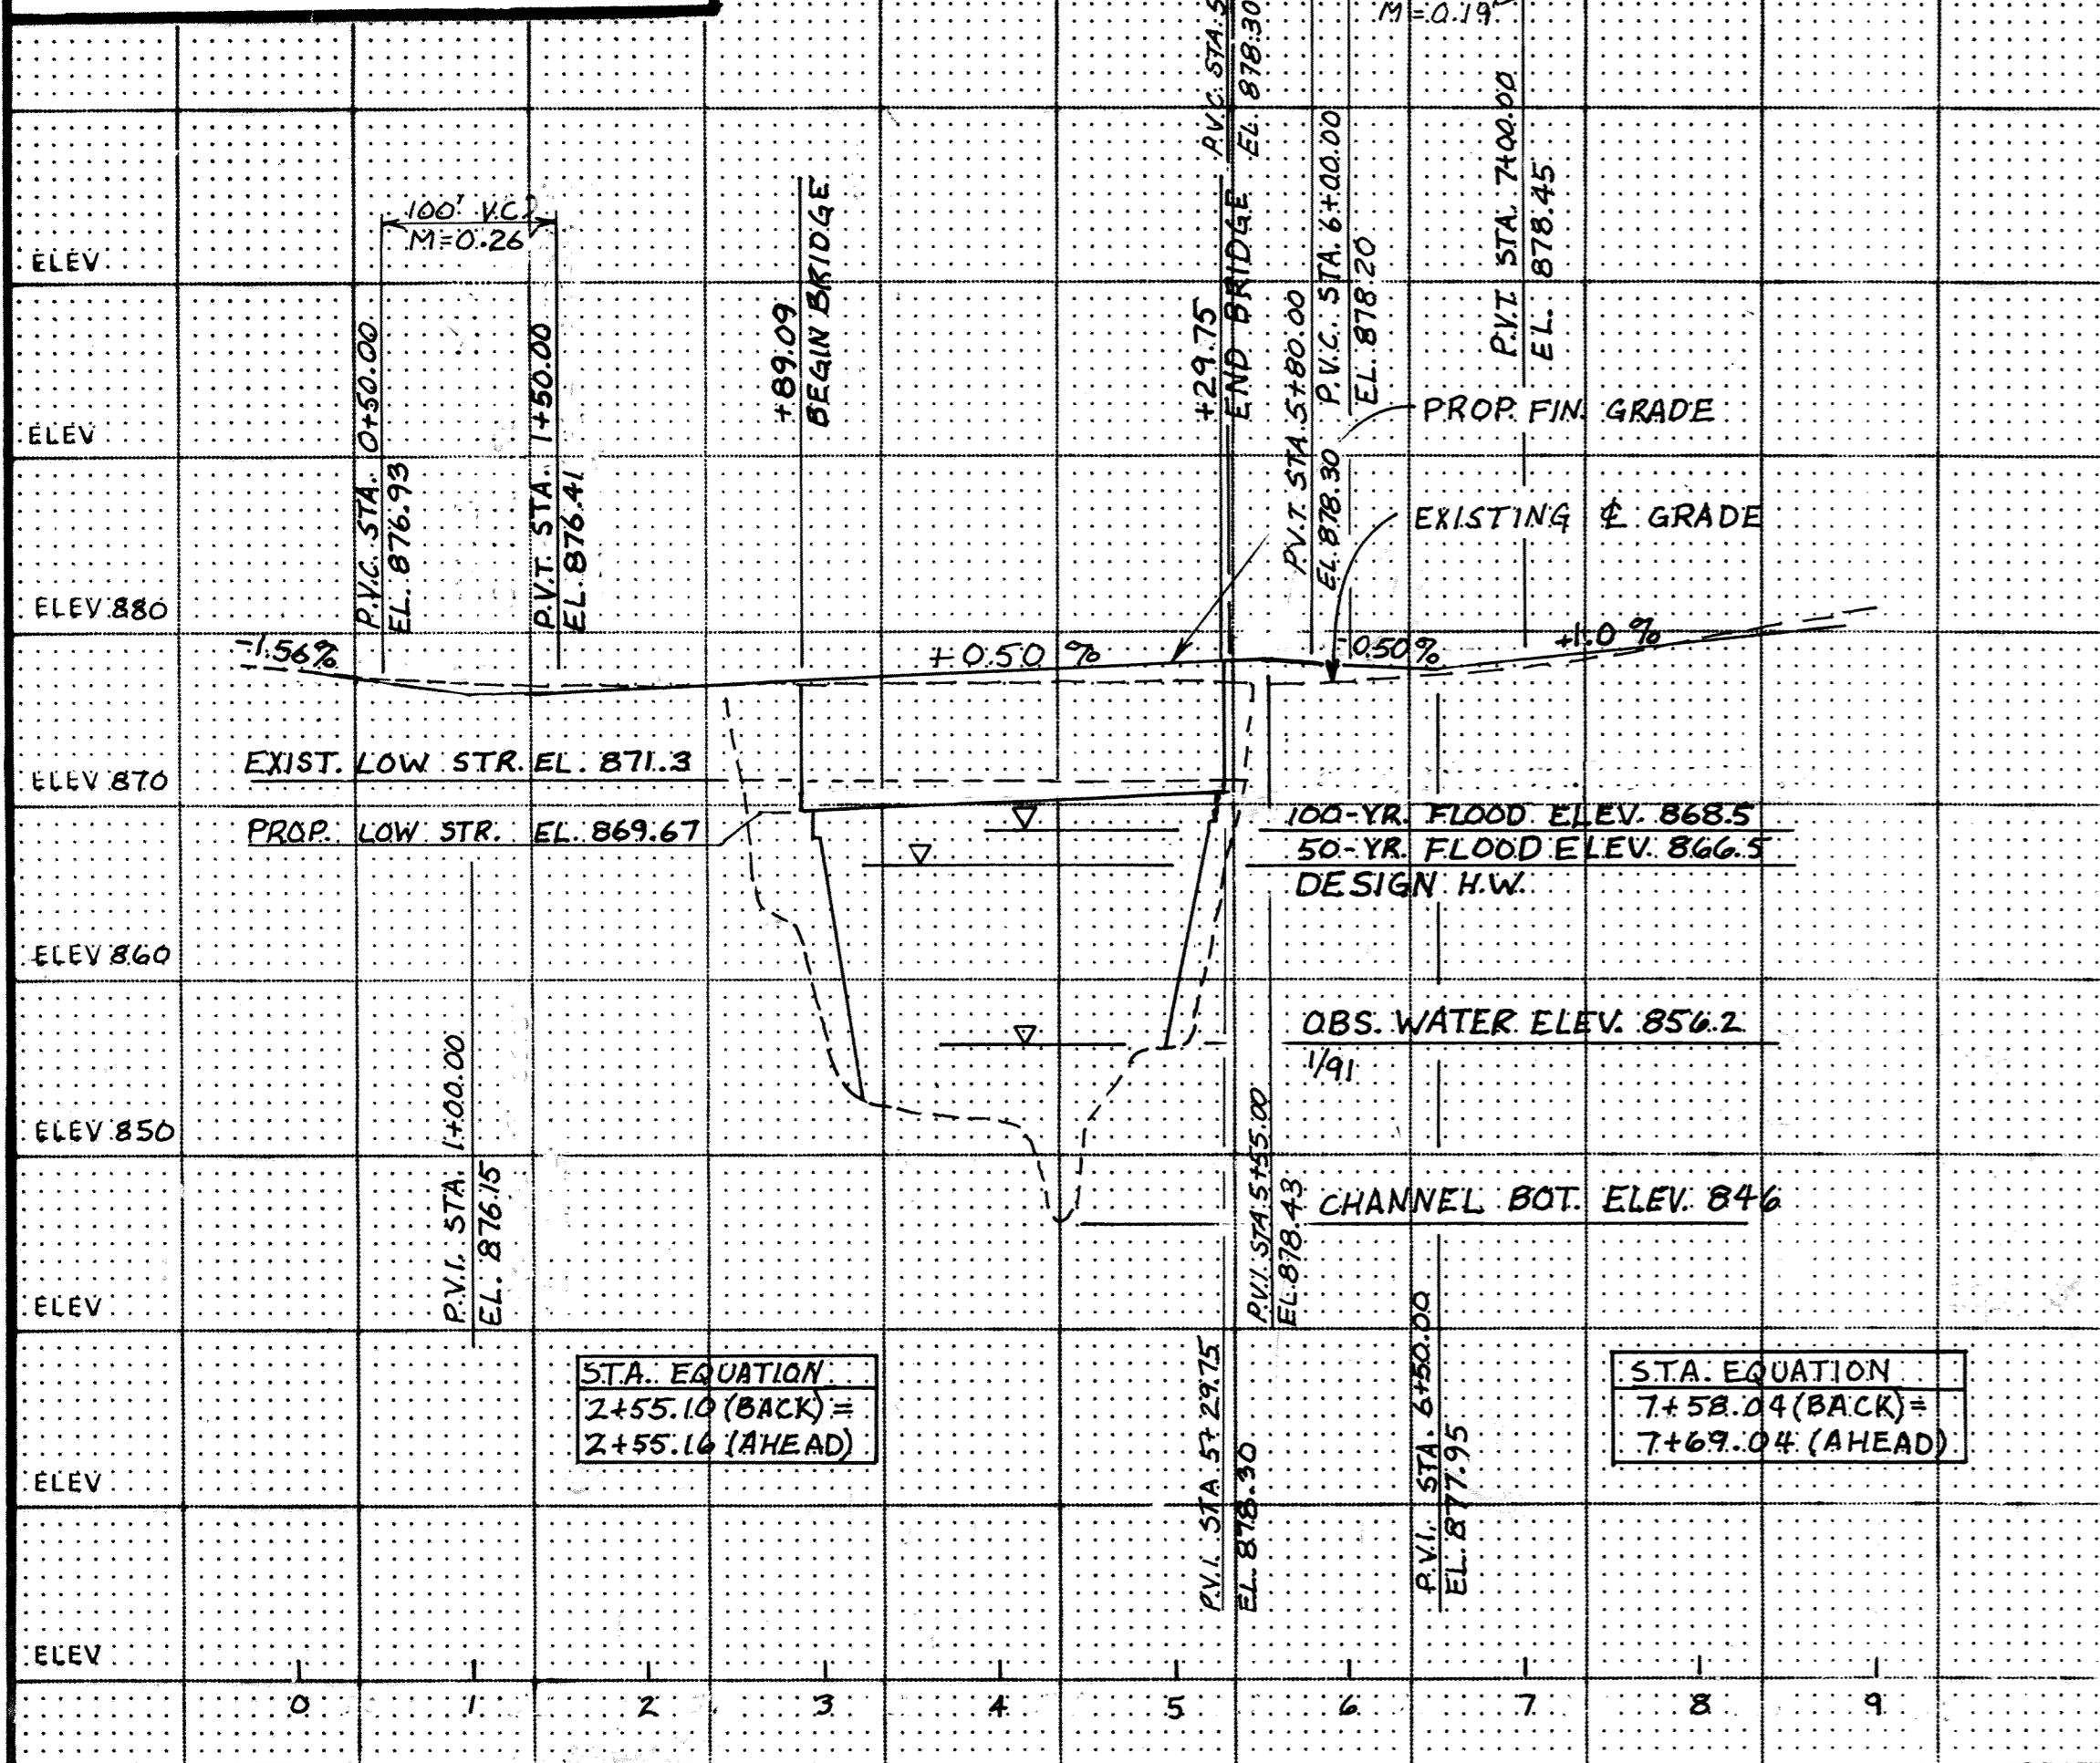 M=0.19
P.V.C. STA. 5
EL. 878.30
100' V.C.
M=0.26
ELEV
ELEV
P.V.C. STA. 0+50.00
EL. 876.93
P.V.T. STA. 1+50.00
EL. 876.41
+89.09
BEGIN BRIDGE
+29.75
END BRIDGE
P.V.T. STA. 5+80.00
EL. 878.30
P.V.C. STA. 6+00.00
EL. 878.20
P.V.T. STA. 7+00.00
EL. 878.45
PROP. FIN. GRADE
EXISTING ℄ GRADE
ELEV 880
-1.56%
+0.50 %
-0.50%
+1.0 %
EXIST. LOW STR. EL. 871.3
ELEV 870
PROP. LOW STR. EL. 869.67
100-YR. FLOOD ELEV. 868.5
50-YR. FLOOD ELEV. 866.5
DESIGN H.W.
ELEV 860
OBS. WATER ELEV. 856.2
1/91
ELEV 850
P.V.I. STA. 1+00.00
EL. 876.15
P.V.I. STA. 5+55.00
EL. 878.43
CHANNEL BOT. ELEV. 846
ELEV
STA. EQUATION
2+55.10 (BACK) =
2+55.16 (AHEAD)
P.V.I. STA. 5+29.75
EL. 878.30
P.V.I. STA. 6+50.00
EL. 877.95
STA. EQUATION
7+58.04 (BACK) =
7+69.04 (AHEAD)
ELEV
ELEV
0 1 2 3 4 5 6 7 8 9